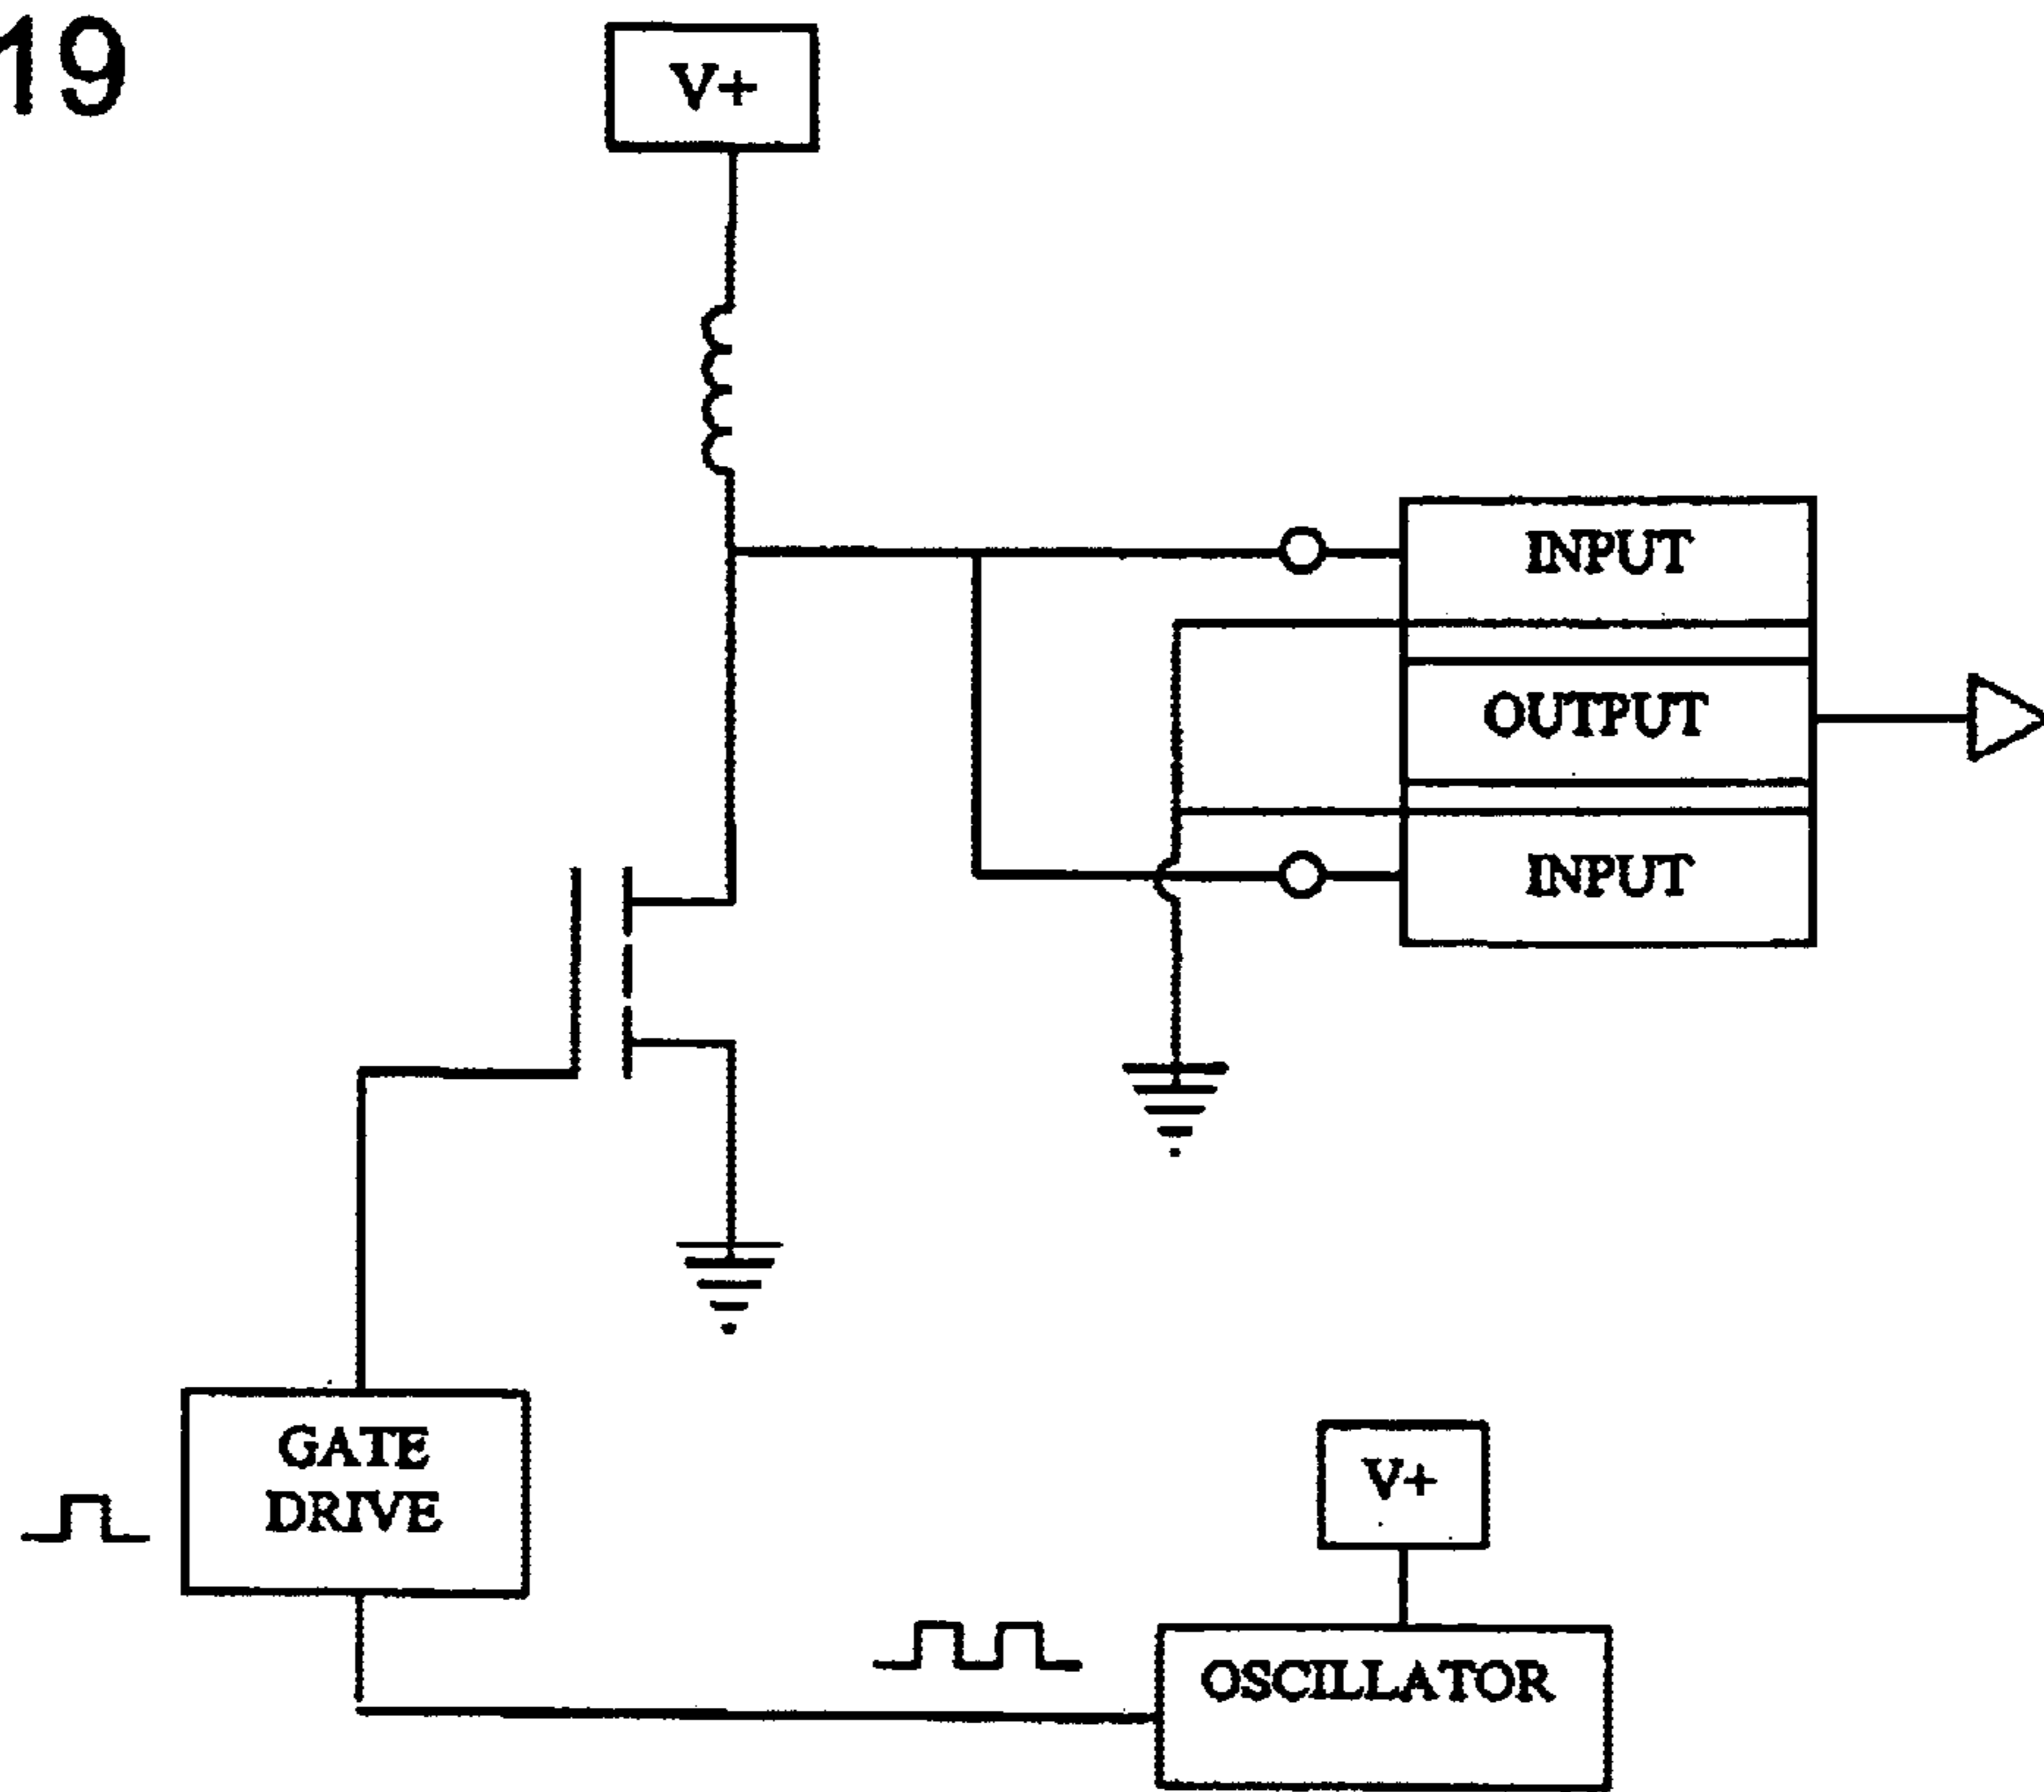 19
V+
INPUT
OUTPUT
INPUT
GATE
DRIVE
V+
OSCILLATOR